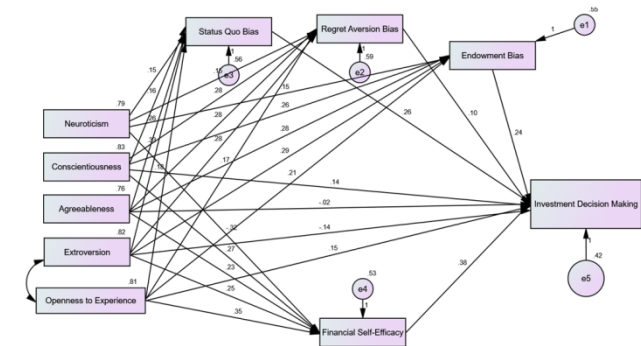 .bb
e1
1
Status Quo Bias
Regret Aversion Bias
Endowment Bias
1
.56
e3
1
.59
e2
.15
.16
.26
.28
.28
.15
.26
.28
.28
.29
.17
.21
.26
.10
.24
.79
Neuroticism
.83
Conscientiousness
.76
Agreeableness
.82
Extroversion
.81
Openness to Experience
.14
-.02
-.14
.15
Investment Decision Making
1
.42
e5
-.32
.27
.23
.25
.35
.38
.53
e4
1
Financial Self-Efficacy